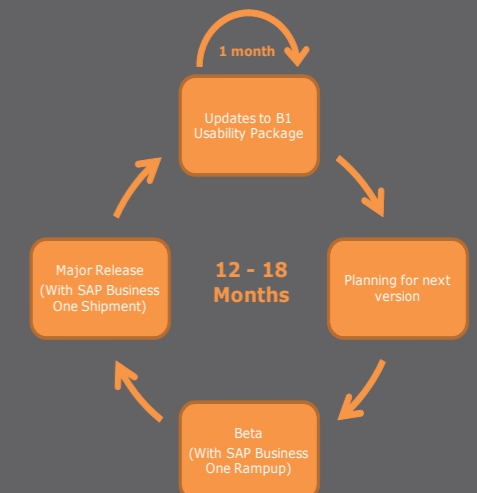 1 month
Updates to B1
Usability Package
Major Release
(With SAP Business
One Shipment)
12 - 18
Months
Planning for next
version
Beta
(With SAP Business
One Rampup)